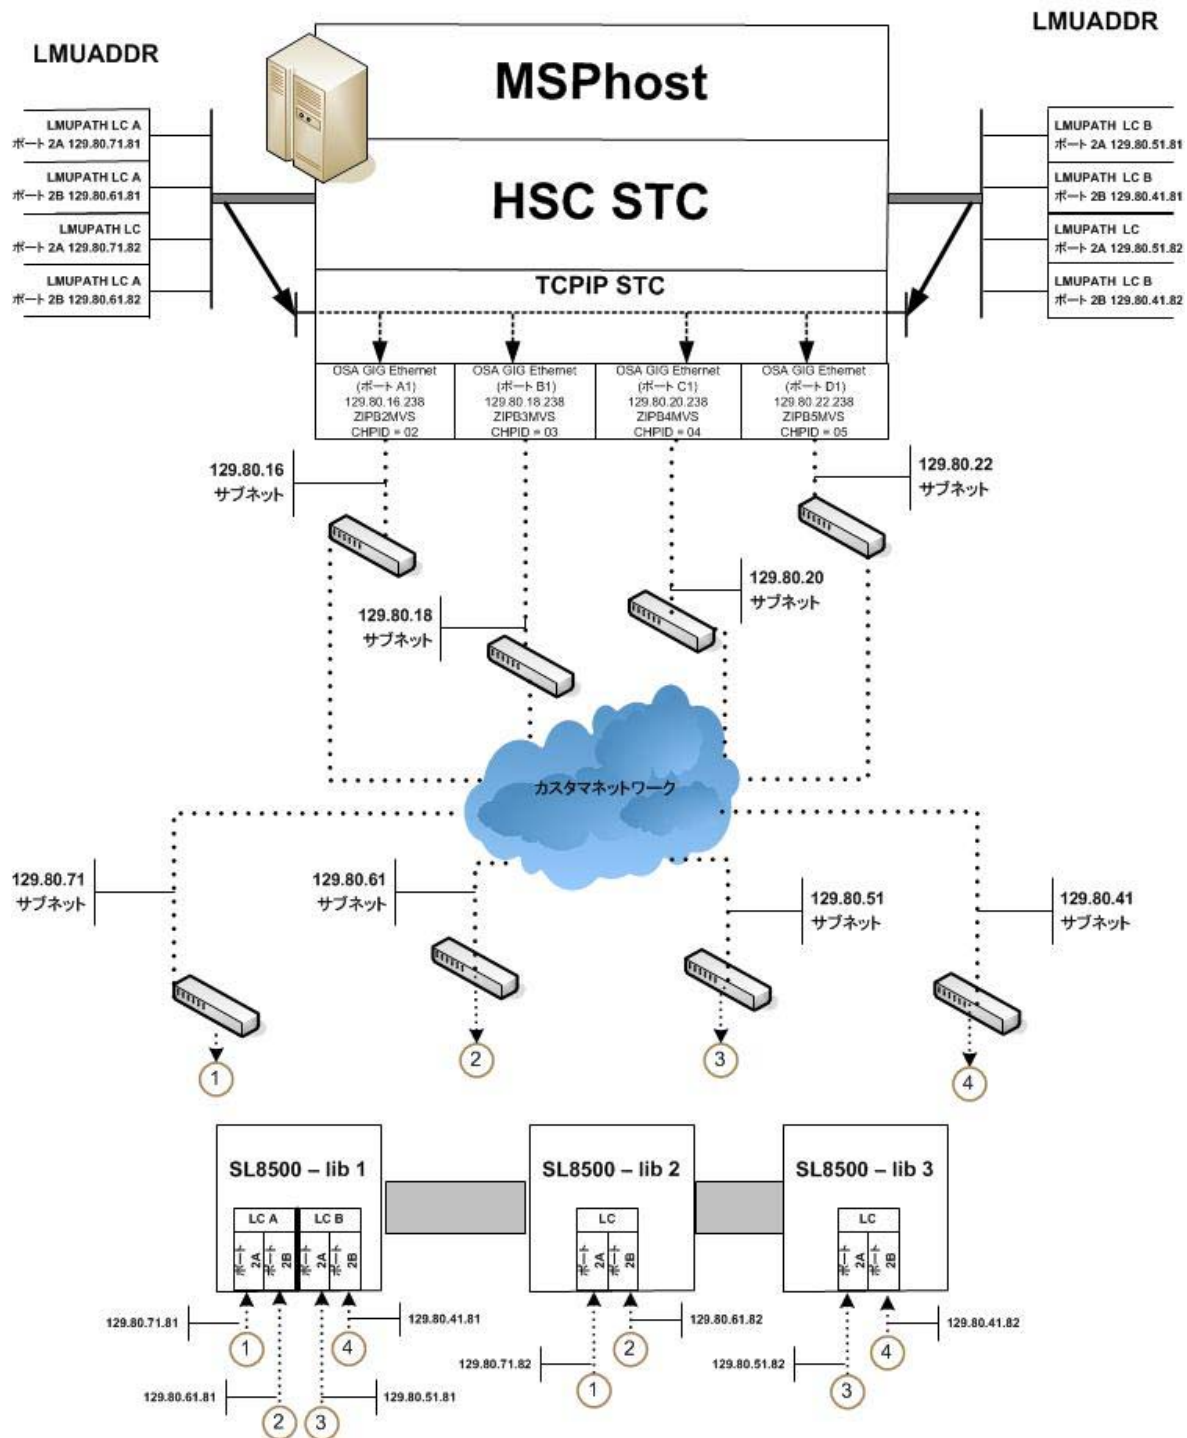 LMUADDR
LMUADDR
MSPhost
HSC STC
TCPIP STC
LMUPATH LC A
ポート 2A 129.80.71.81
LMUPATH LC A
ポート 2B 129.80.61.81
LMUPATH LC
ポート 2A 129.80.71.82
LMUPATH LC A
ポート 2B 129.80.61.82
LMUPATH LC B
ポート 2A 129.80.51.81
LMUPATH LC B
ポート 2B 129.80.41.81
LMUPATH LC
ポート 2A 129.80.51.82
LMUPATH LC B
ポート 2B 129.80.41.82
OSA GIG Ethernet
(ポート A1)
129.80.16.238
ZIPB2MVS
CHPID = 02
OSA GIG Ethernet
(ポート B1)
129.80.18.238
ZIPB3MVS
CHPID = 03
OSA GIG Ethernet
(ポート C1)
129.80.20.238
ZIPB4MVS
CHPID = 04
OSA GIG Ethernet
(ポート D1)
129.80.22.238
ZIPB5MVS
CHPID = 05
129.80.16
サブネット
129.80.22
サブネット
129.80.18
サブネット
129.80.20
サブネット
カスタマネットワーク
129.80.71
サブネット
129.80.61
サブネット
129.80.51
サブネット
129.80.41
サブネット
1
2
3
4
SL8500 – lib 1
LC A
LC B
ポート 2A
ポート 2B
ポート 2A
ポート 2B
SL8500 – lib 2
LC
ポート 2A
ポート 2B
SL8500 – lib 3
LC
ポート 2A
ポート 2B
129.80.71.81
1
129.80.61.81
2
3
129.80.51.81
4
129.80.41.81
129.80.71.82
1
2
129.80.61.82
129.80.51.82
3
4
129.80.41.82